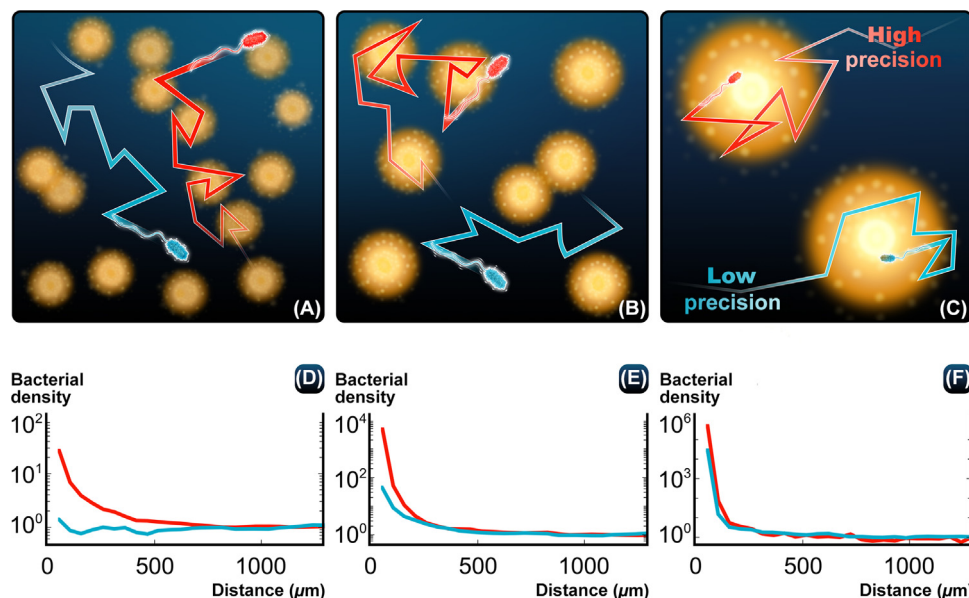 High
precision
Low
precision
(A)
(B)
(C)
Bacterial
density
(D)
10²
10¹
10⁰
0
500
1000
Distance (µm)
Bacterial
density
(E)
10⁴
10²
10⁰
0
500
1000
Distance (µm)
Bacterial
density
(F)
10⁶
10³
10⁰
0
500
1000
Distance (µm)